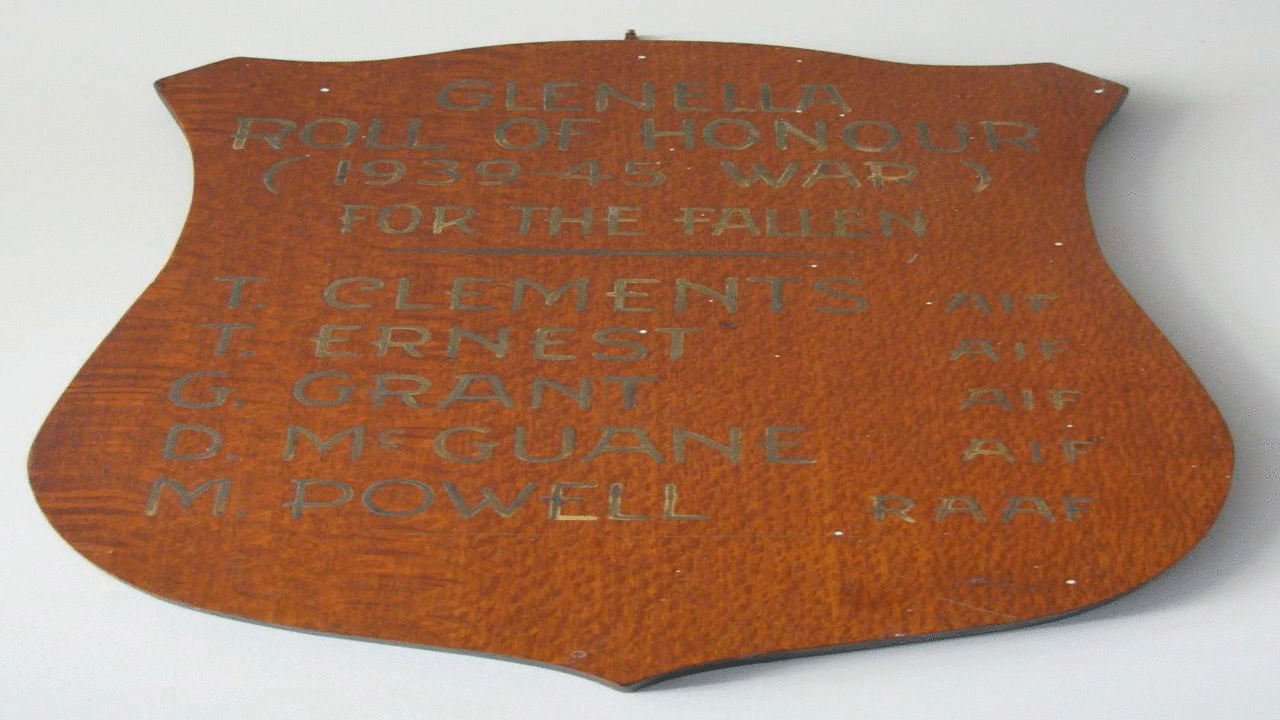 GLENELLA
ROLL OF HONOUR
( 1939-45 WAR )
FOR THE FALLEN
T. CLEMENTS AIF
T. ERNEST AIF
G. GRANT AIF
D. McGUANE AIF
M. POWELL RAAF